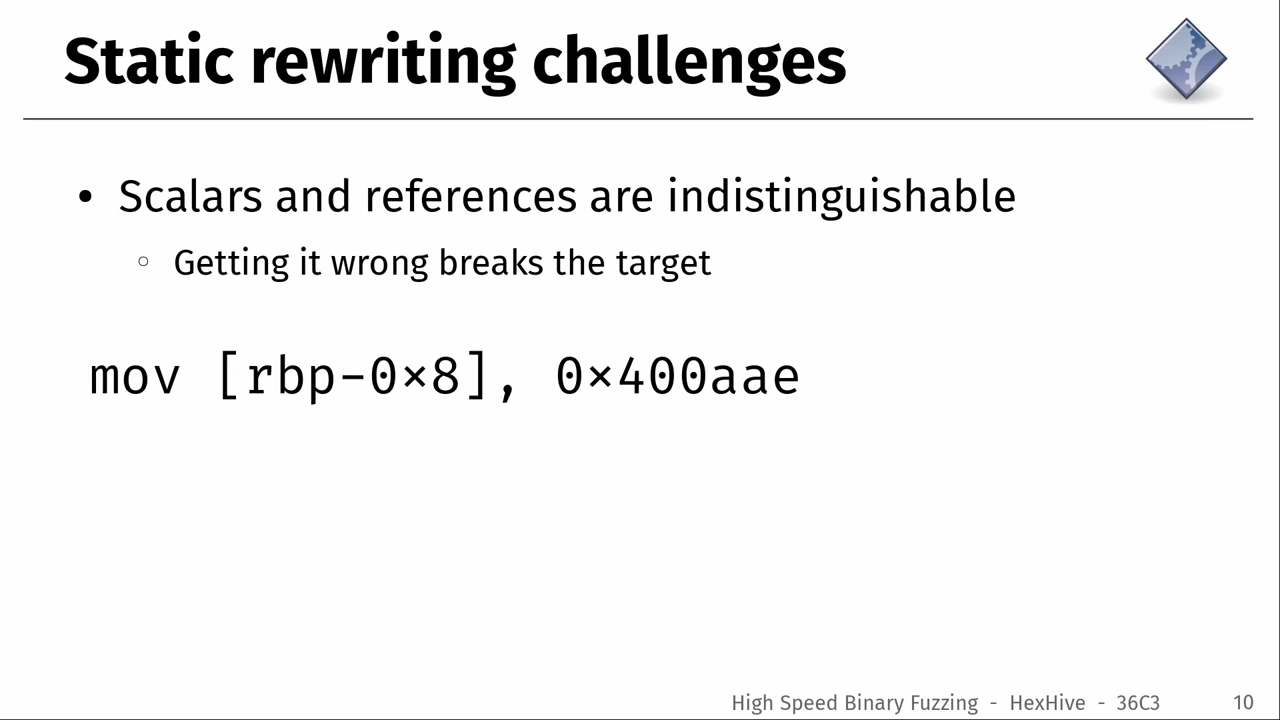 Static rewriting challenges
• Scalars and references are indistinguishable
○ Getting it wrong breaks the target
mov [rbp-0×8], 0×400aae
High Speed Binary Fuzzing - HexHive - 36C3 10